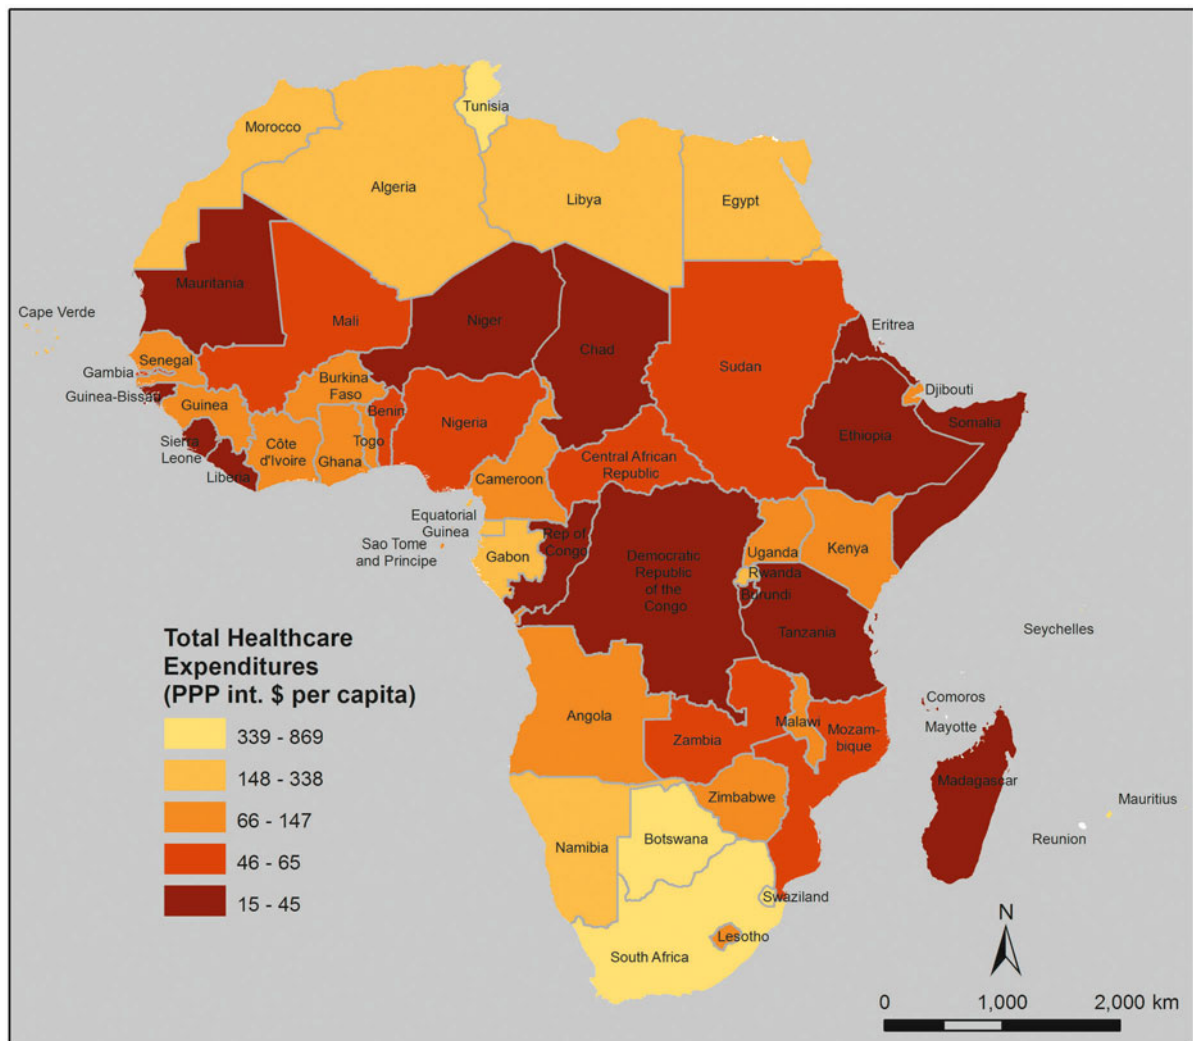 Tunisia
Morocco
Algeria
Libya
Egypt
Mauritania
Cape Verde
Mali
Niger
Chad
Eritrea
Senegal
Sudan
Gambia
Burkina
Faso
Djibouti
Guinea-Bissau
Guinea
Benin
Nigeria
Somalia
Sierra
Leone
Côte
d'Ivoire
Togo
Ghana
Ethiopia
Liberia
Central African
Republic
Cameroon
Equatorial
Guinea
Rep of
Congo
Sao Tome
and Principe
Gabon
Democratic
Republic
of the
Congo
Uganda
Kenya
Rwanda
Burundi
Tanzania
Seychelles
Total Healthcare
Expenditures
(PPP int. $ per capita)
339 - 869
148 - 338
66 - 147
46 - 65
15 - 45
Comoros
Mayotte
Angola
Zambia
Malawi
Mozam-
bique
Madagascar
Mauritius
Reunion
Zimbabwe
Namibia
Botswana
Swaziland
Lesotho
South Africa
N
0 1,000 2,000 km